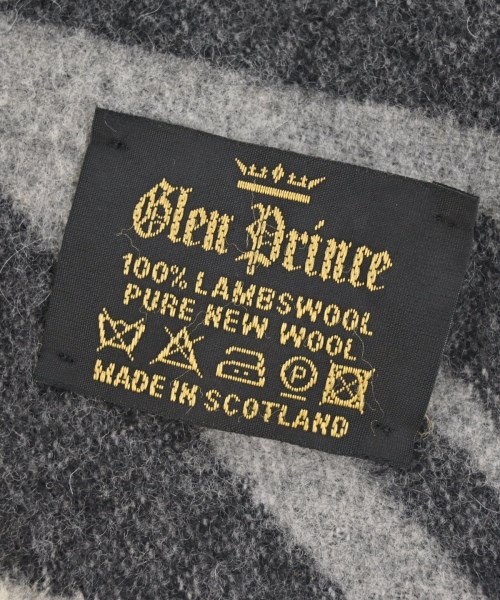 Glen Prince
100% LAMBSWOOL
PURE NEW WOOL
P
MADE IN SCOTLAND